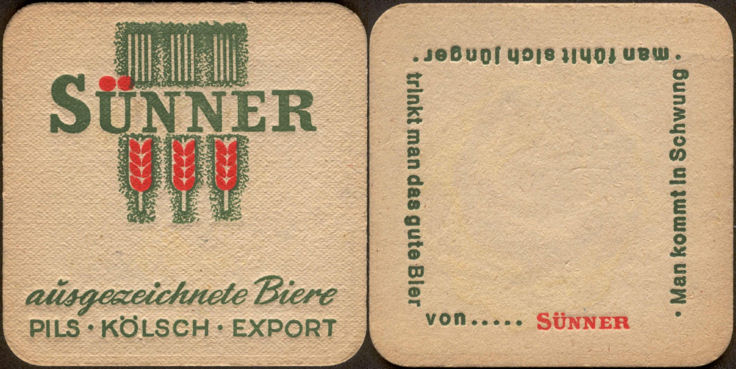 SÜNNER
ausgezeichnete Biere
PILS · KÖLSCH · EXPORT
· Man kommt in Schwung
· man fühlt sich jünger ·
trinkt man das gute Bier
von..... SÜNNER